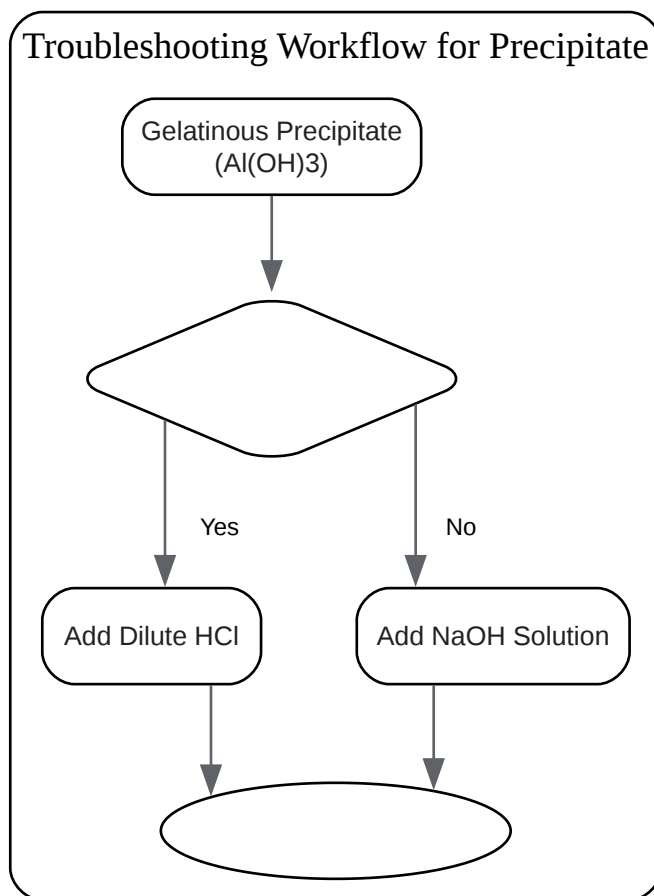 Troubleshooting Workflow for Precipitate
Gelatinous Precipitate
(Al(OH)3)
Yes
No
Add Dilute HCl
Add NaOH Solution